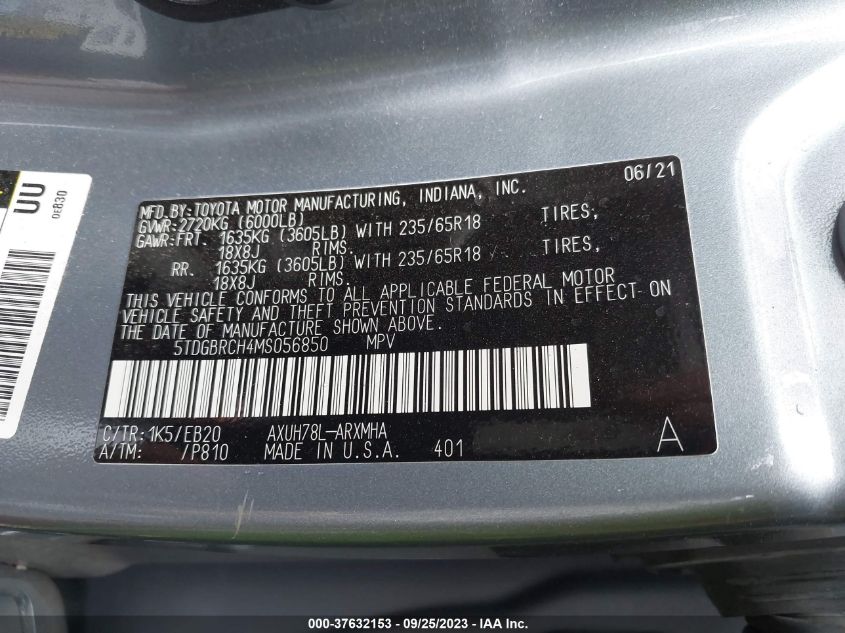 UU
0E830
06/21
MFD.BY:TOYOTA MOTOR MANUFACTURING, INDIANA, INC.
GVWR:2720KG (6000LB)
GAWR:FRT. 1635KG (3605LB) WITH 235/65R18 TIRES,
18X8J RIMS.
RR. 1635KG (3605LB) WITH 235/65R18 TIRES,
18X8J RIMS.
THIS VEHICLE CONFORMS TO ALL APPLICABLE FEDERAL MOTOR
VEHICLE SAFETY AND THEFT PREVENTION STANDARDS IN EFFECT ON
THE DATE OF MANUFACTURE SHOWN ABOVE.
5TDGBRCH4MS056850 MPV
C/TR:1K5/EB20 AXUH78L-ARXMHA
A/TM: /P810 MADE IN U.S.A. 401 A
000-37632153 - 09/25/2023 - IAA Inc.